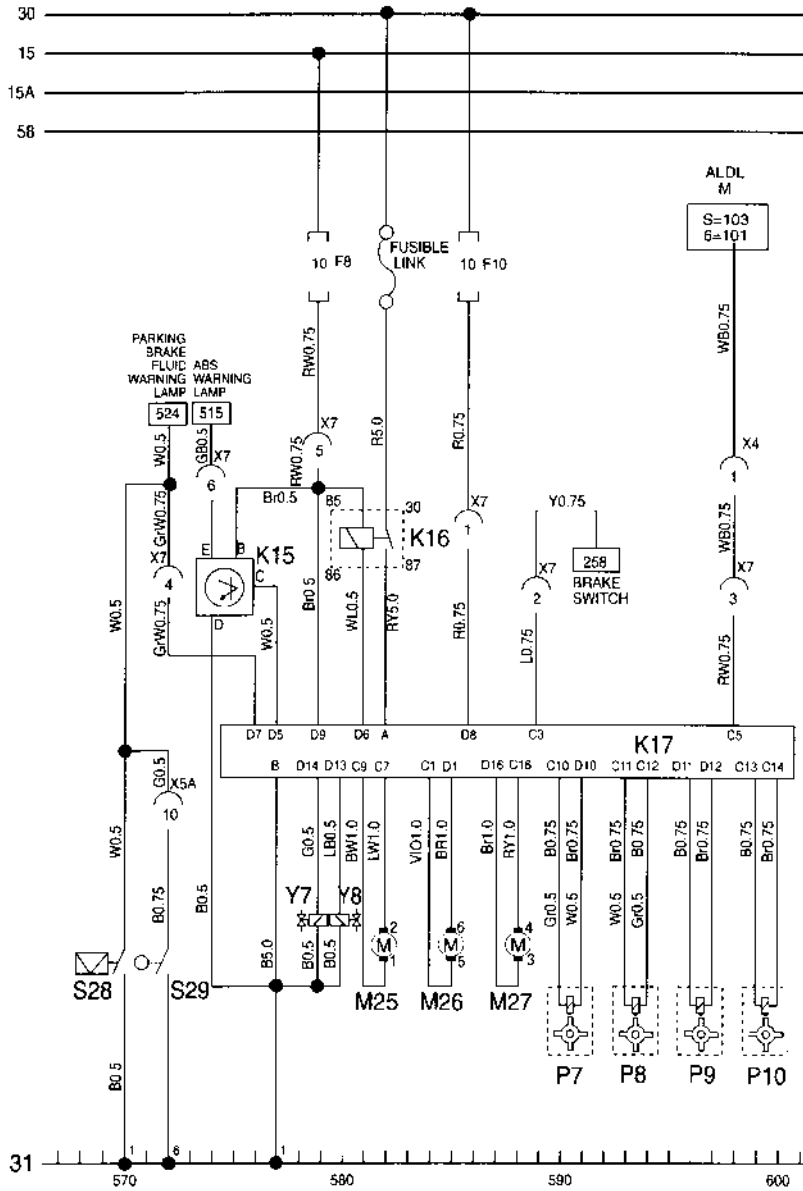 30
15
15A
58
ALDL
M
S=103
6=101
10 F8
FUSIBLE
LINK
10 F10
PARKING
BRAKE
FLUID ABS
WARNING WARNING
LAMP LAMP
524
515
RW0.75
WB0.75
W0.5
GB0.5
X7
6
RW0.75
X7
5
R5.0
R0.75
X4
1
GrW0.75
Br0.5
85
30
X7
1
Y0.75
WB0.75
E
B
K15
C
K16
X7
4
86
87
X7
2
258
BRAKE
SWITCH
X7
3
D
W0.5
GrW0.75
W0.5
Br0.5
WL0.5
RY5.0
R0.75
L0.75
RW0.75
D7 D5 D9 D6 A D8 C3 C5
K17
B D14 D13 C9 C7 C1 D1 D16 C16 C10 D10 C11 C12 D11 D12 C13 C14
G0.5
X5A
10
W0.5
B0.75
B0.5
B5.0
G0.5
LB0.5
BW1.0
LW1.0
VIO1.0
BR1.0
Br1.0
RY1.0
B0.75
Br0.75
Br0.75
B0.75
B0.75
Br0.75
B0.75
Br0.75
Gr0.5
W0.5
W0.5
Gr0.5
Y7 Y8
B0.5
B0.5
2
M
1
6
M
5
4
M
3
S28
S29
M25
M26
M27
P7
P8
P9
P10
B0.5
31
1
6
1
570
580
590
600